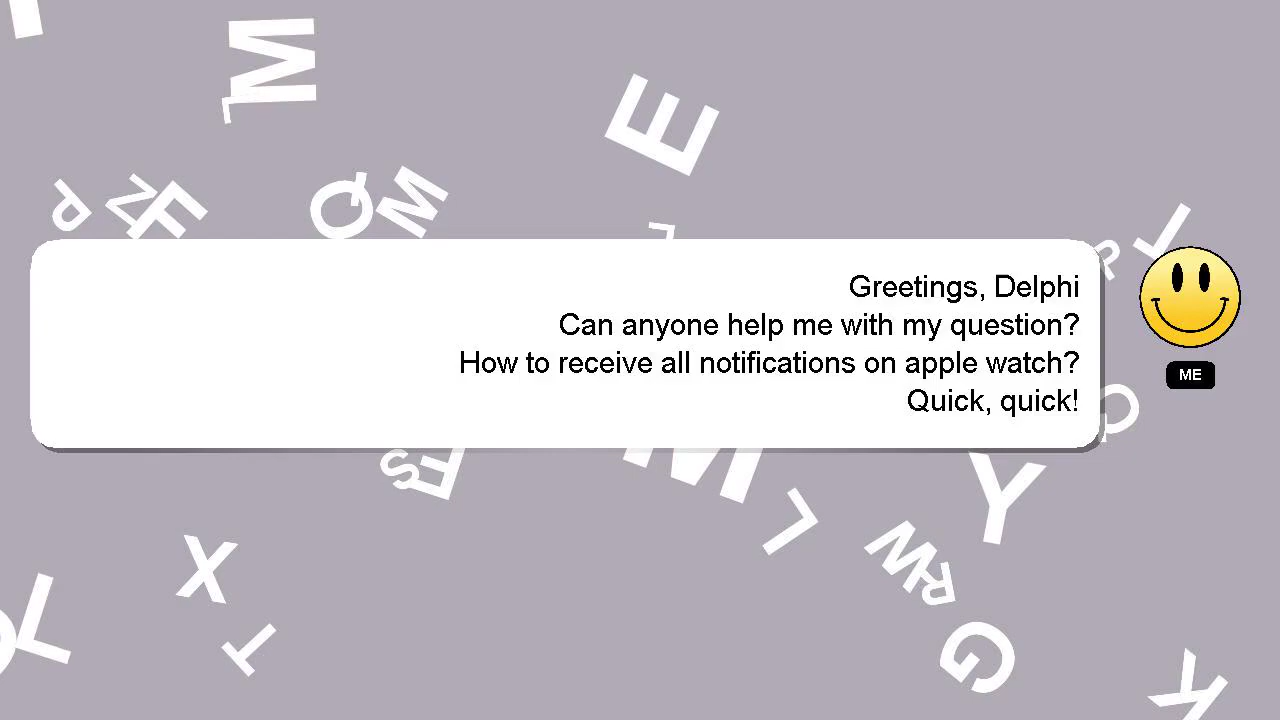 Greetings, Delphi
Can anyone help me with my question?
How to receive all notifications on apple watch?
Quick, quick!
ME